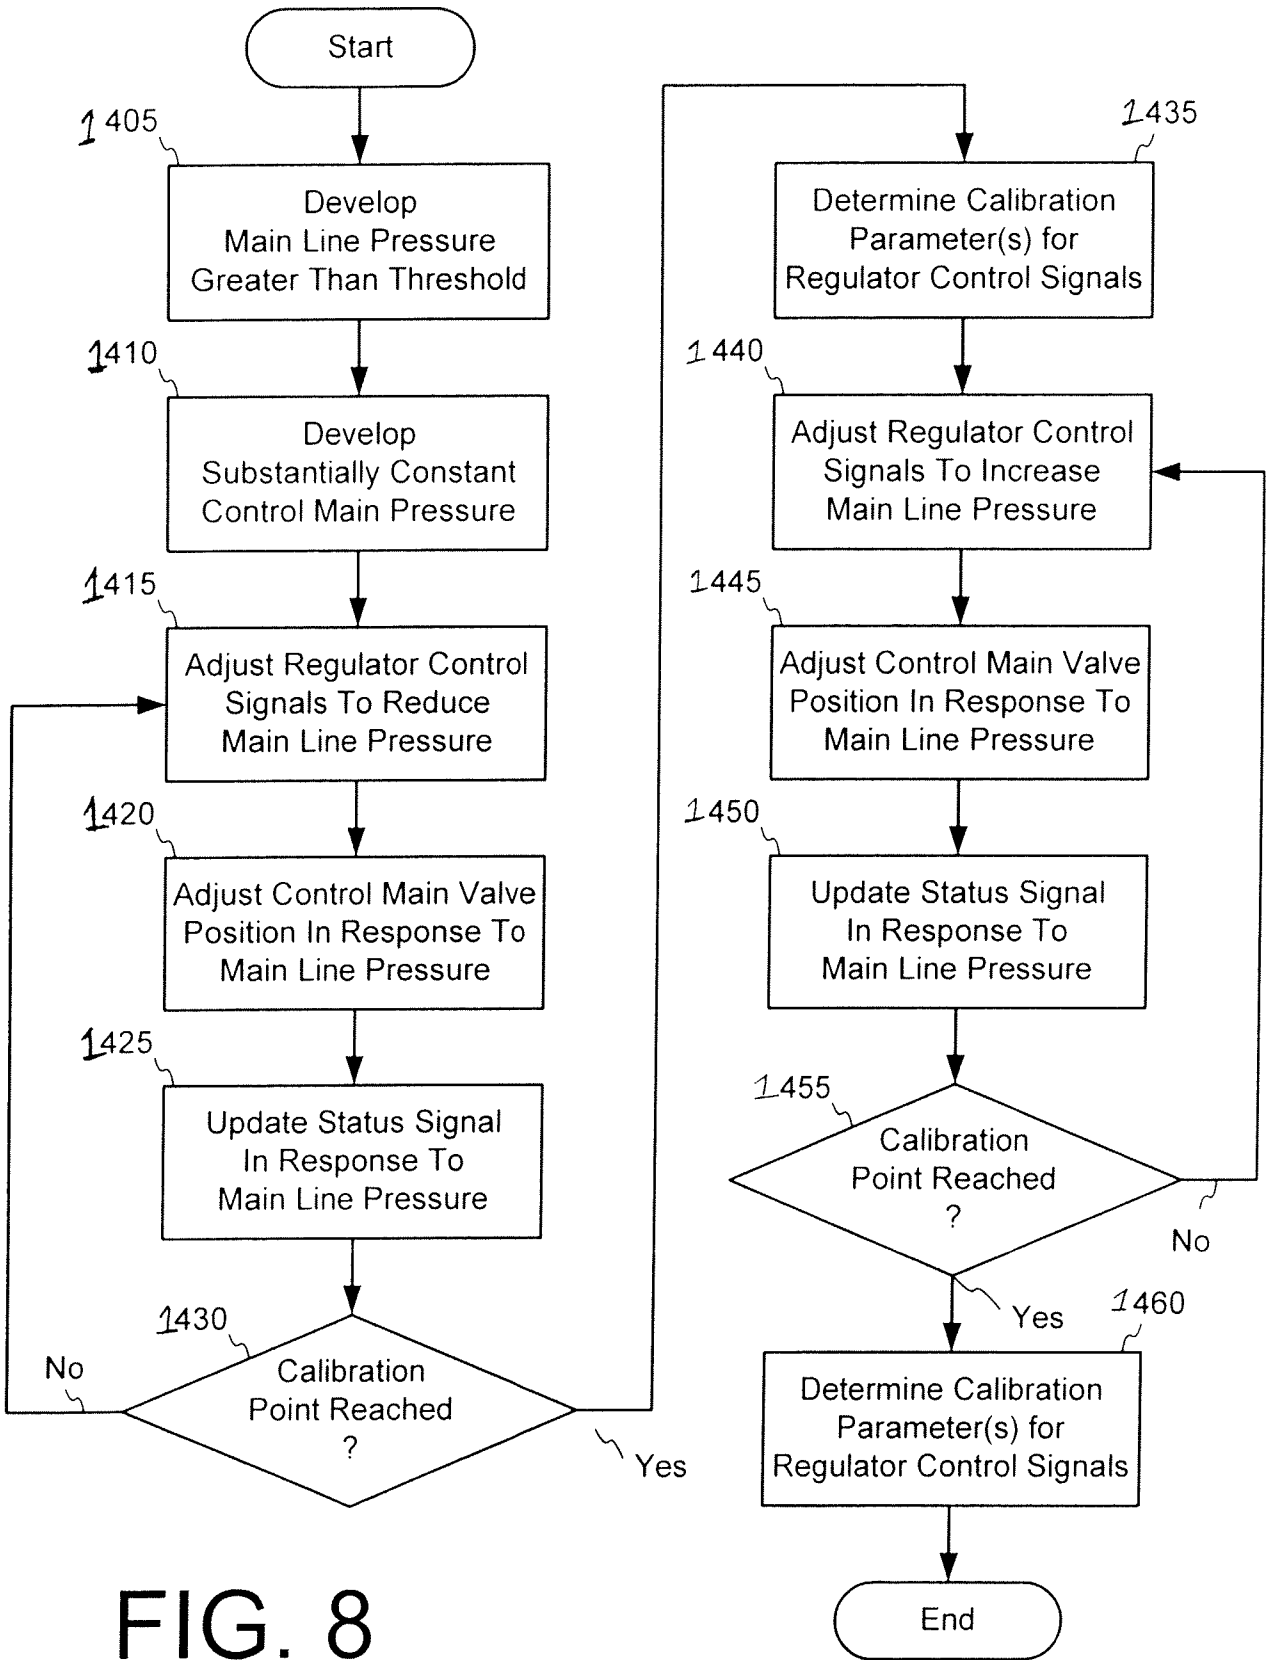 Start
1405
Develop
Main Line Pressure
Greater Than Threshold
1410
Develop
Substantially Constant
Control Main Pressure
1415
Adjust Regulator Control
Signals To Reduce
Main Line Pressure
1420
Adjust Control Main Valve
Position In Response To
Main Line Pressure
1425
Update Status Signal
In Response To
Main Line Pressure
1430
Calibration
Point Reached
?
No
Yes
1435
Determine Calibration
Parameter(s) for
Regulator Control Signals
1440
Adjust Regulator Control
Signals To Increase
Main Line Pressure
1445
Adjust Control Main Valve
Position In Response To
Main Line Pressure
1450
Update Status Signal
In Response To
Main Line Pressure
1455
Calibration
Point Reached
?
No
Yes
1460
Determine Calibration
Parameter(s) for
Regulator Control Signals
End
FIG. 8